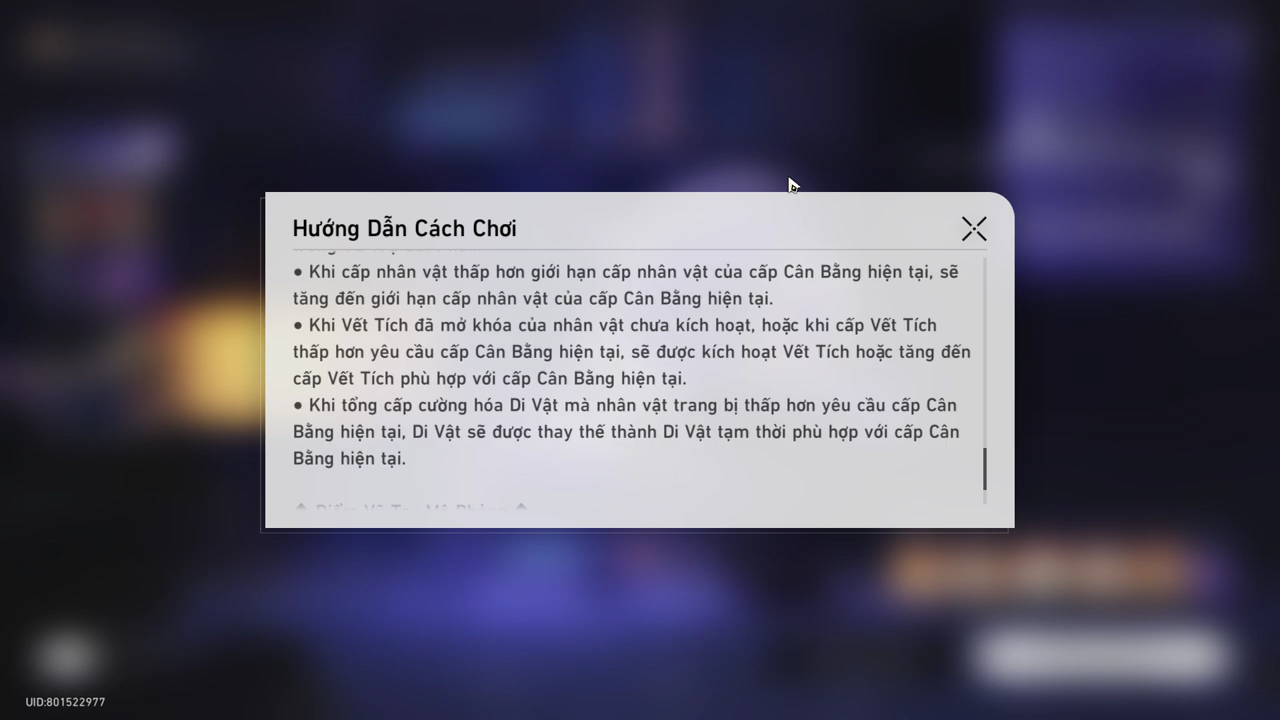 Hướng Dẫn Cách Chơi
● Khi cấp nhân vật thấp hơn giới hạn cấp nhân vật của cấp Cân Bằng hiện tại, sẽ
tăng đến giới hạn cấp nhân vật của cấp Cân Bằng hiện tại.
● Khi Vết Tích đã mở khóa của nhân vật chưa kích hoạt, hoặc khi cấp Vết Tích
thấp hơn yêu cầu cấp Cân Bằng hiện tại, sẽ được kích hoạt Vết Tích hoặc tăng đến
cấp Vết Tích phù hợp với cấp Cân Bằng hiện tại.
● Khi tổng cấp cường hóa Di Vật mà nhân vật trang bị thấp hơn yêu cầu cấp Cân
Bằng hiện tại, Di Vật sẽ được thay thế thành Di Vật tạm thời phù hợp với cấp Cân
Bằng hiện tại.
UID:801522977